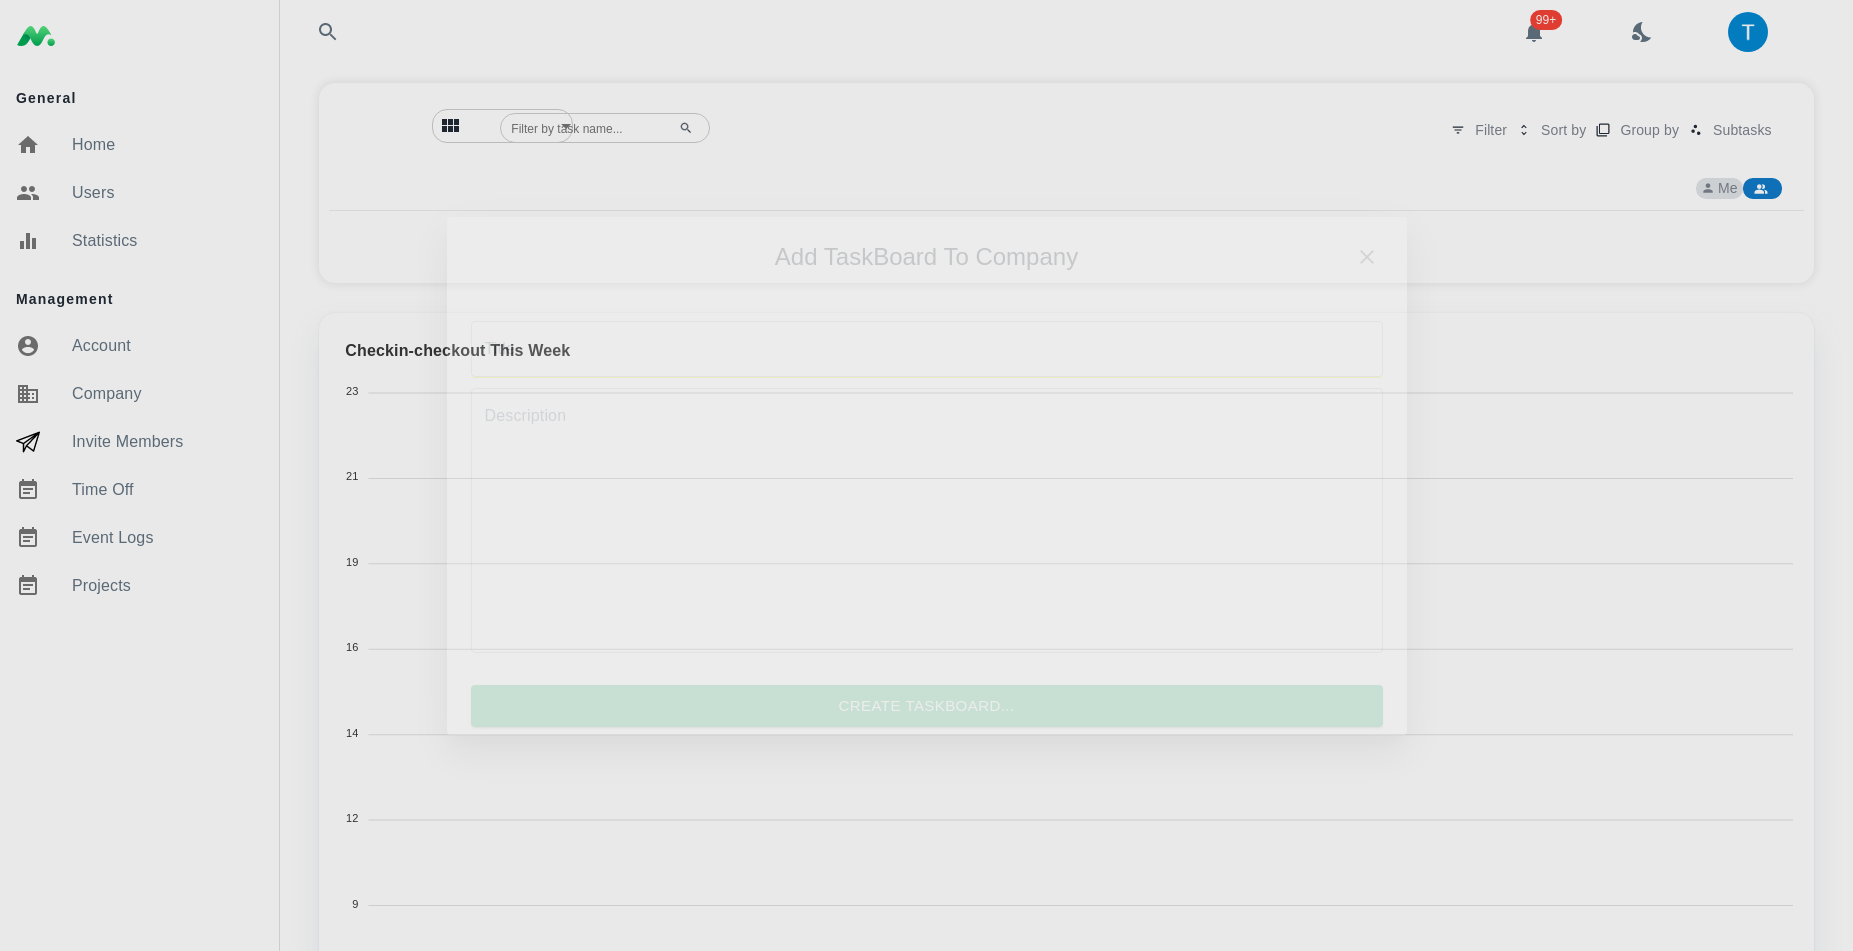 99+
T
General
Home
Users
Statistics
Management
Account
Company
Invite Members
Time Off
Event Logs
Projects
Filter by task name...
Filter
Sort by
Group by
Subtasks
Me
Add TaskBoard To Company
Checkin-checkout This Week
Description
CREATE TASKBOARD...
23
21
19
16
14
12
9